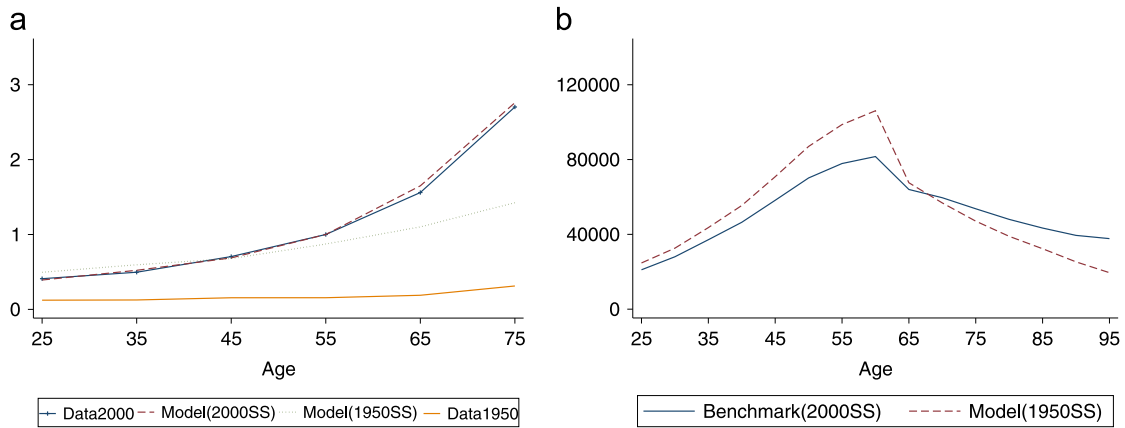 a
3
2
1
0
25 35 45 55 65 75
Age
Data2000 Model(2000SS) Model(1950SS) Data1950
b
120000
80000
40000
0
25 35 45 55 65 75 85 95
Age
Benchmark(2000SS) Model(1950SS)